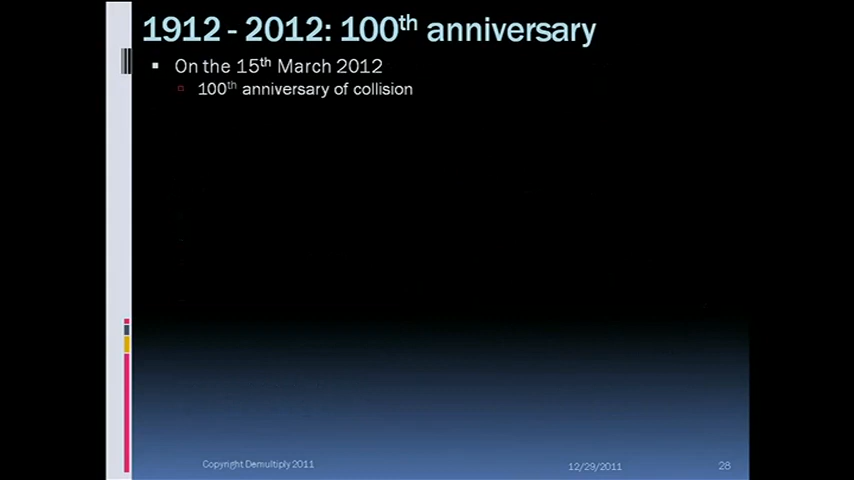 1912 - 2012: 100th anniversary
On the 15th March 2012
100th anniversary of collision
Copyright Demultiply 2011
12/29/2011
28